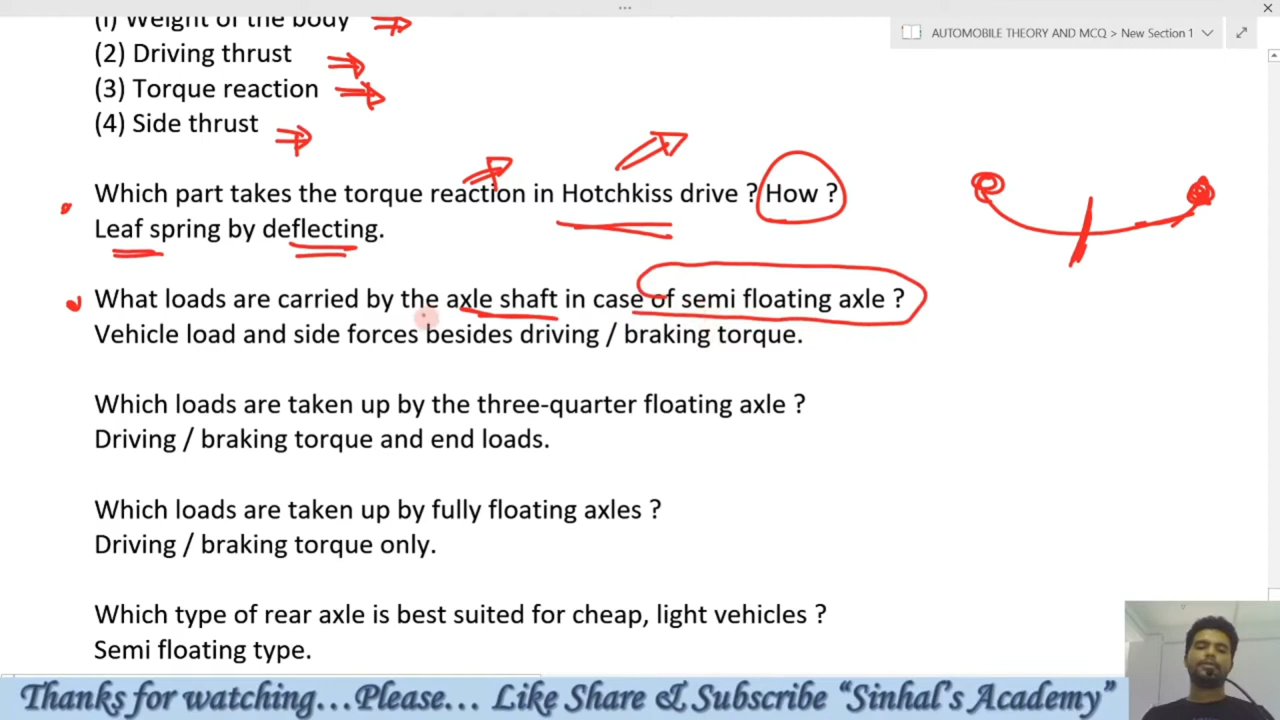 (1) Weight of the body
AUTOMOBILE THEORY AND MCQ > New Section 1
(2) Driving thrust
(3) Torque reaction
(4) Side thrust
Which part takes the torque reaction in Hotchkiss drive ? How ?
Leaf spring by deflecting.
What loads are carried by the axle shaft in case of semi floating axle ?
Vehicle load and side forces besides driving / braking torque.
Which loads are taken up by the three-quarter floating axle ?
Driving / braking torque and end loads.
Which loads are taken up by fully floating axles ?
Driving / braking torque only.
Which type of rear axle is best suited for cheap, light vehicles ?
Semi floating type.
Thanks for watching...Please... Like Share & Subscribe “Sinhal's Academy”